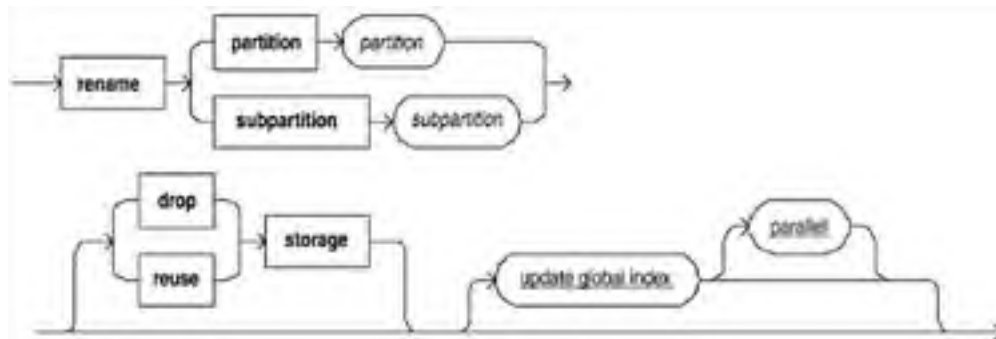 partition partition
rename
subpartition subpartition
drop
parallel
storage
reuse
update global index